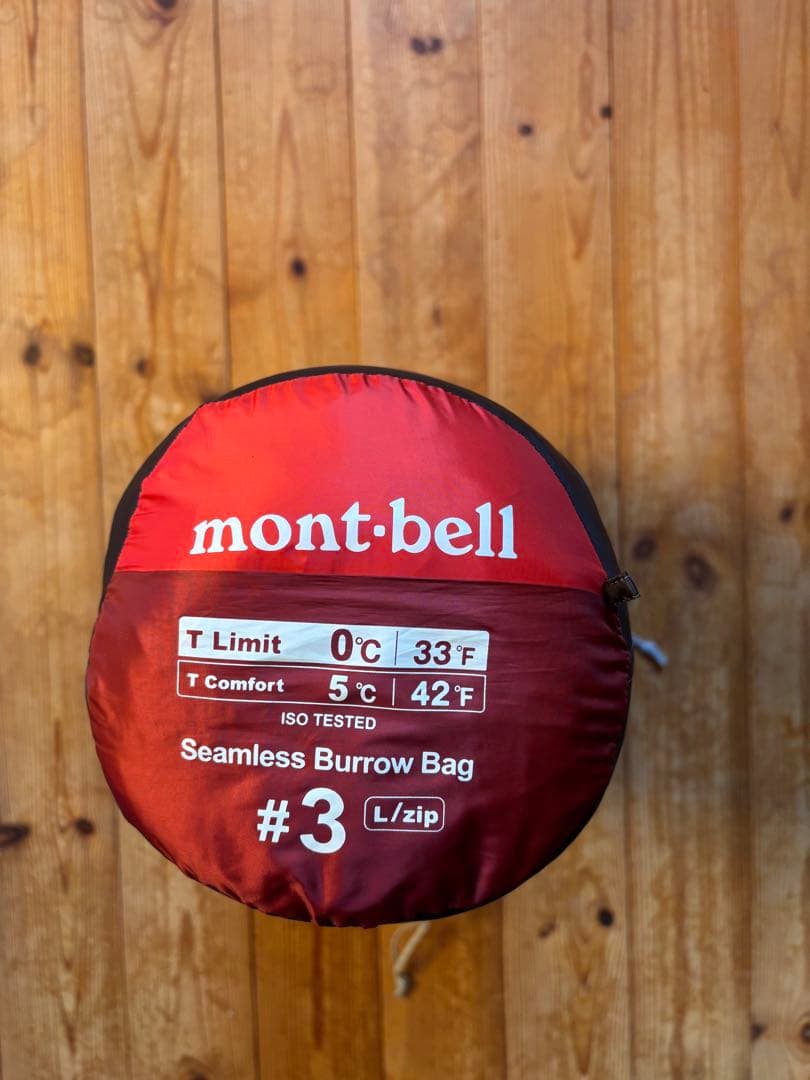 mont·bell
T Limit 0℃ 33°F
T Comfort 5℃ 42°F
ISO TESTED
Seamless Burrow Bag
#3 L/zip